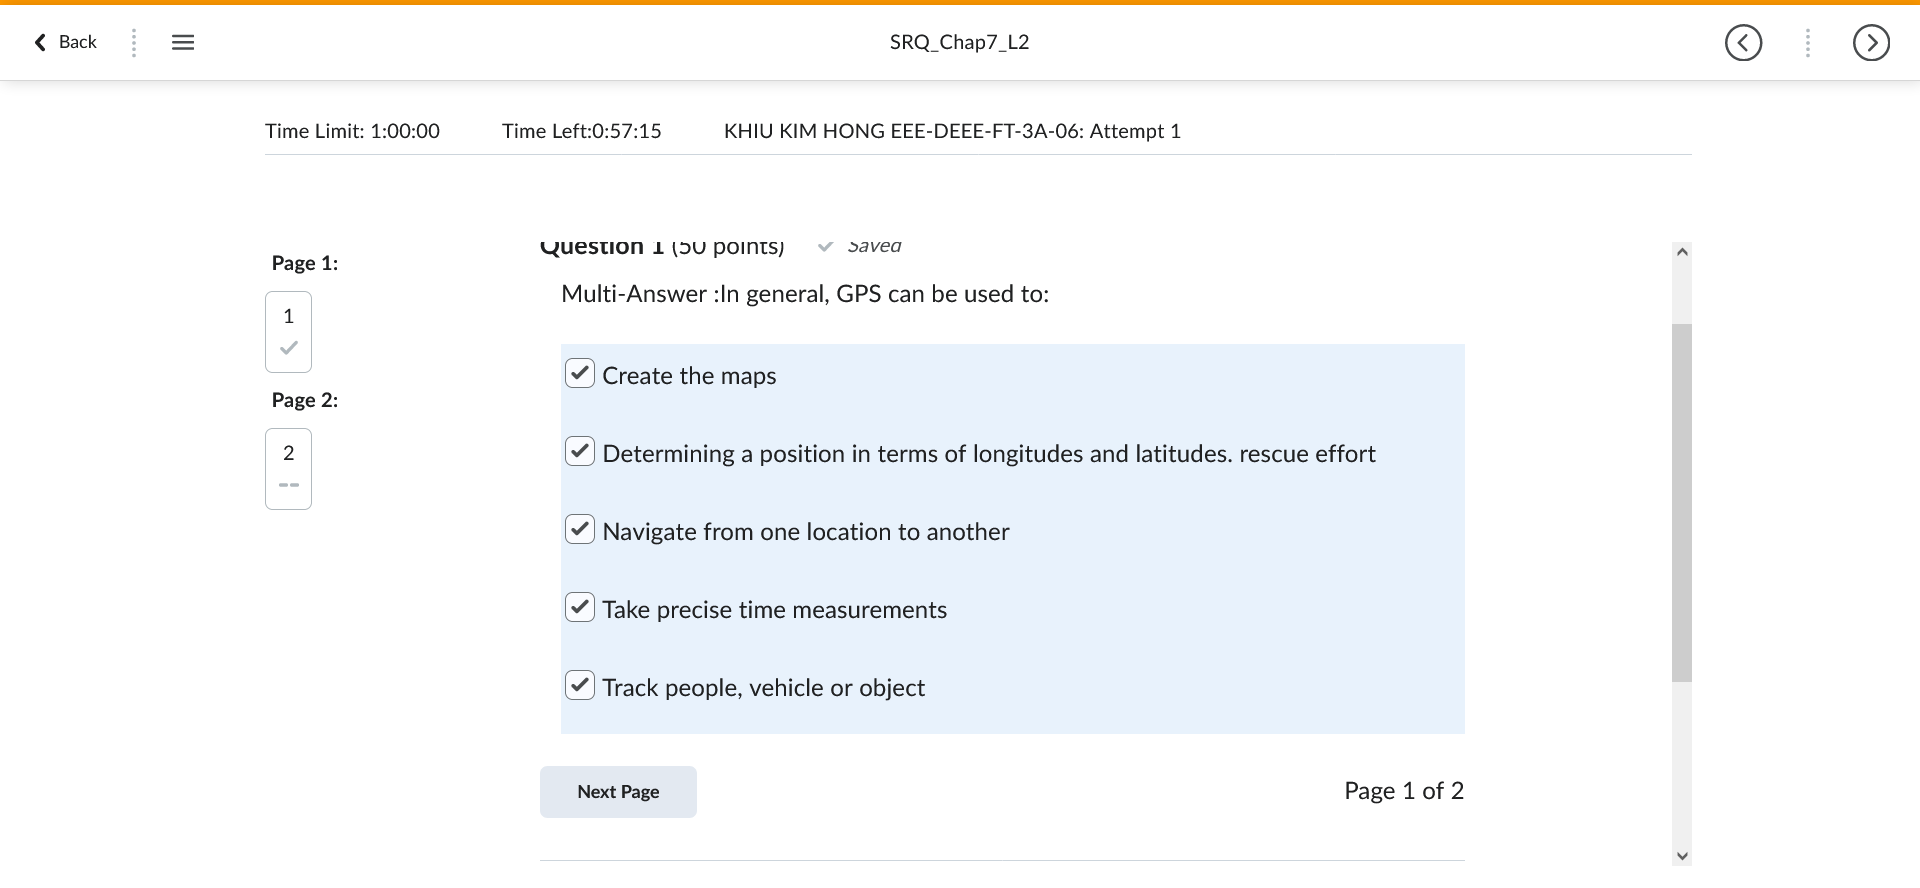 Back
SRQ_Chap7_L2
Time Limit: 1:00:00 Time Left:0:57:15 KHIU KIM HONG EEE-DEEE-FT-3A-06: Attempt 1
Page 1:
1
Page 2:
2
--
Question 1 (50 points) Saved
Multi-Answer :In general, GPS can be used to:
Create the maps
Determining a position in terms of longitudes and latitudes. rescue effort
Navigate from one location to another
Take precise time measurements
Track people, vehicle or object
Next Page
Page 1 of 2